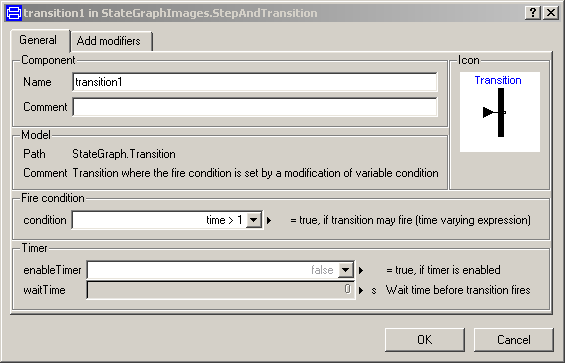 transition1 in StateGraphImages.StepAndTransition
General
Add modifiers
Component
Icon
Name transition1
Transition
Comment
Model
Path StateGraph.Transition
Comment Transition where the fire condition is set by a modification of variable condition
Fire condition
condition time > 1 = true, if transition may fire (time varying expression)
Timer
enableTimer false = true, if timer is enabled
waitTime 0 s Wait time before transition fires
OK Cancel